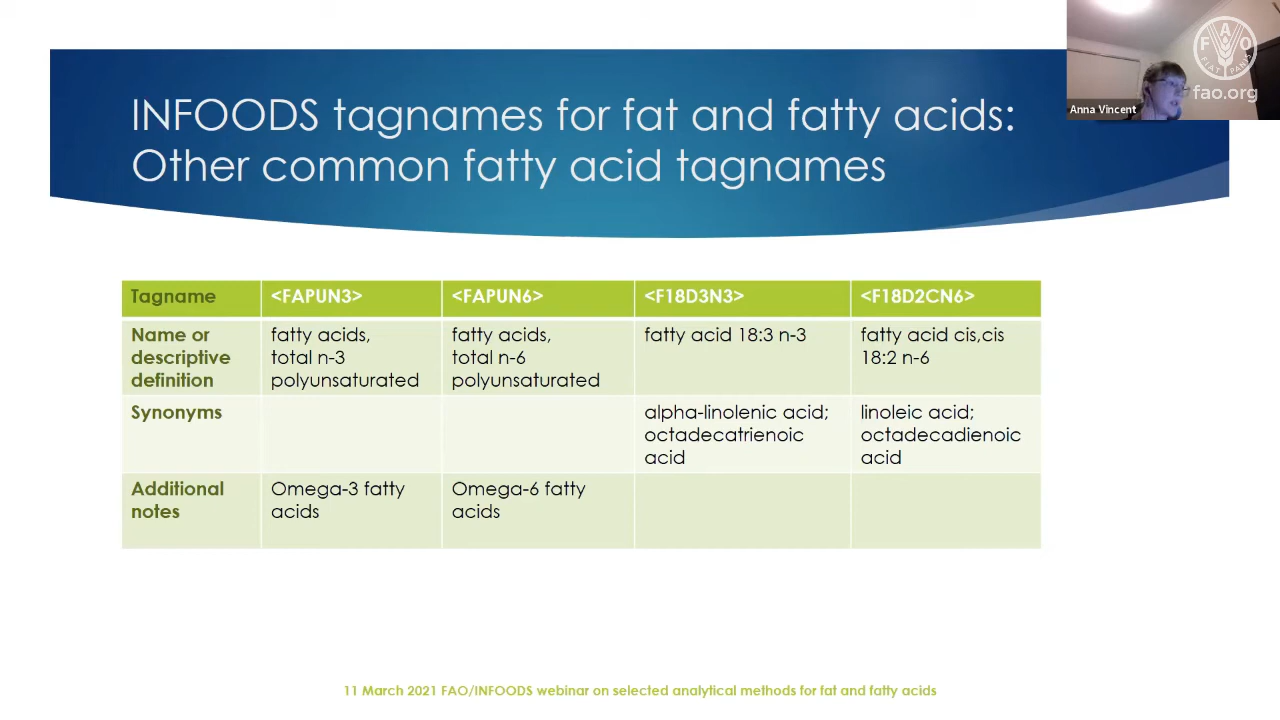 INFOODS tagnames for fat and fatty acids:
Other common fatty acid tagnames
FAO
FIAT PANIS
fao.org
Anna Vincent
Tagname <FAPUN3> <FAPUN6> <F18D3N3> <F18D2CN6>
Name or descriptive definition
fatty acids,
total n-3
polyunsaturated
fatty acids,
total n-6
polyunsaturated
fatty acid 18:3 n-3
fatty acid cis,cis
18:2 n-6
Synonyms
alpha-linolenic acid;
octadecatrienoic
acid
linoleic acid;
octadecadienoic
acid
Additional
notes
Omega-3 fatty
acids
Omega-6 fatty
acids
11 March 2021 FAO/INFOODS webinar on selected analytical methods for fat and fatty acids